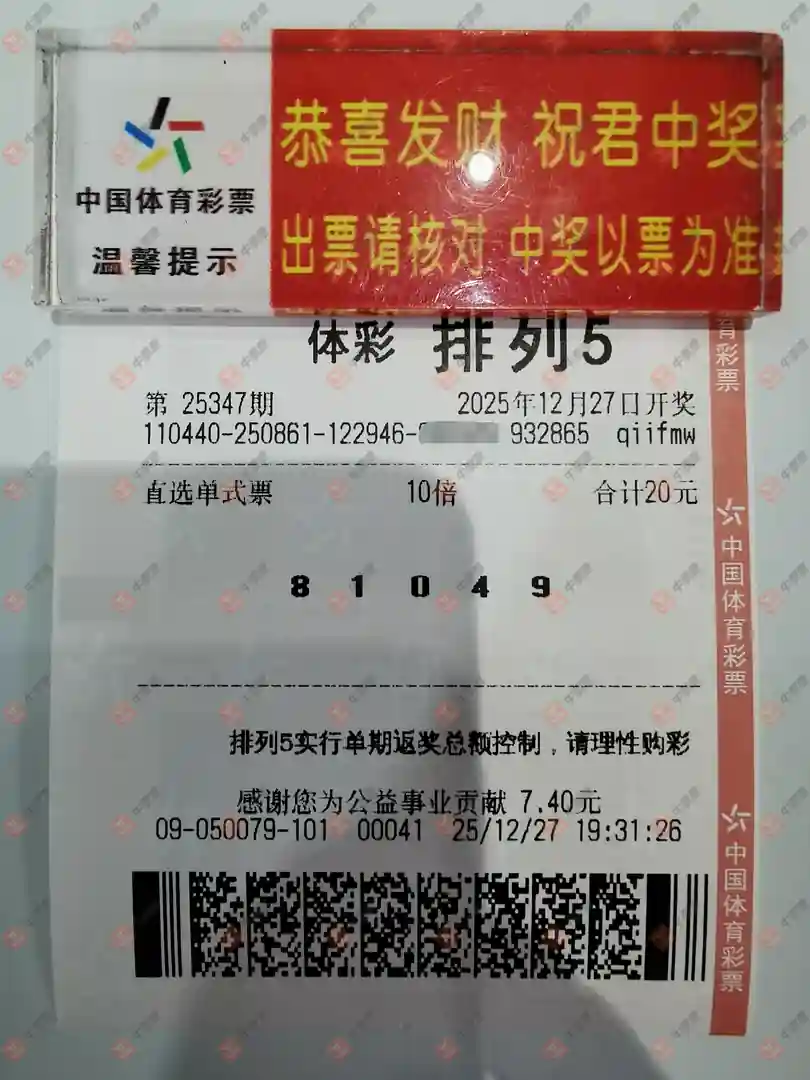 恭喜发财 祝君中奖
中国体育彩票
出票请核对 中奖以票为准
温馨提示
体彩 排列5
第 25347期 2025年12月27日开奖
110440-250861-122946- 932865 qiifmw
直选单式票 10倍 合计20元
8 1 0 4 9
排列5实行单期返奖总额控制，请理性购彩
感谢您为公益事业贡献 7.40元
09-050079-101 00041 25/12/27 19:31:26
育彩票
中国体育彩票
中国体育彩票